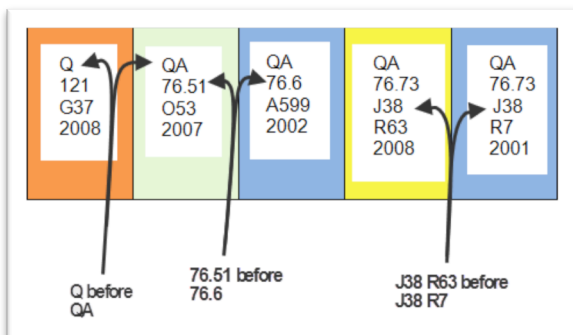 Q
121
G37
2008
QA
76.51
O53
2007
QA
76.6
A599
2002
QA
76.73
J38
R63
2008
QA
76.73
J38
R7
2001
Q before
QA
76.51 before
76.6
J38 R63 before
J38 R7